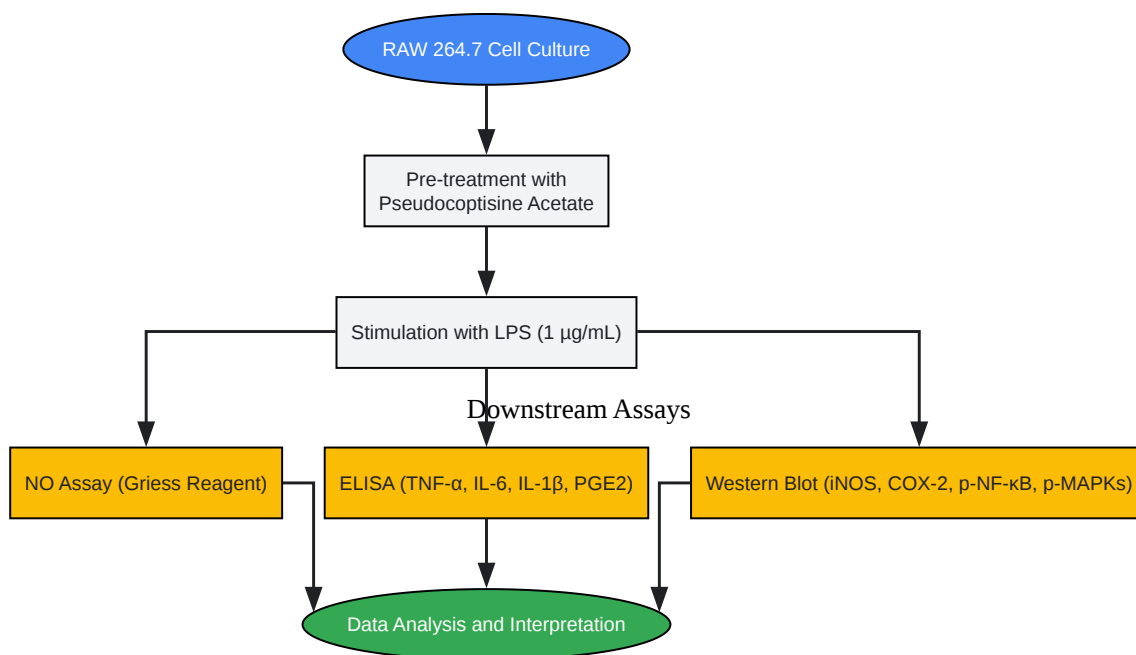 RAW 264.7 Cell Culture
Pre-treatment with
Pseudocoptisine Acetate
Stimulation with LPS (1 µg/mL)
Downstream Assays
NO Assay (Griess Reagent)
ELISA (TNF-α, IL-6, IL-1β, PGE2)
Western Blot (iNOS, COX-2, p-NF-κB, p-MAPKs)
Data Analysis and Interpretation